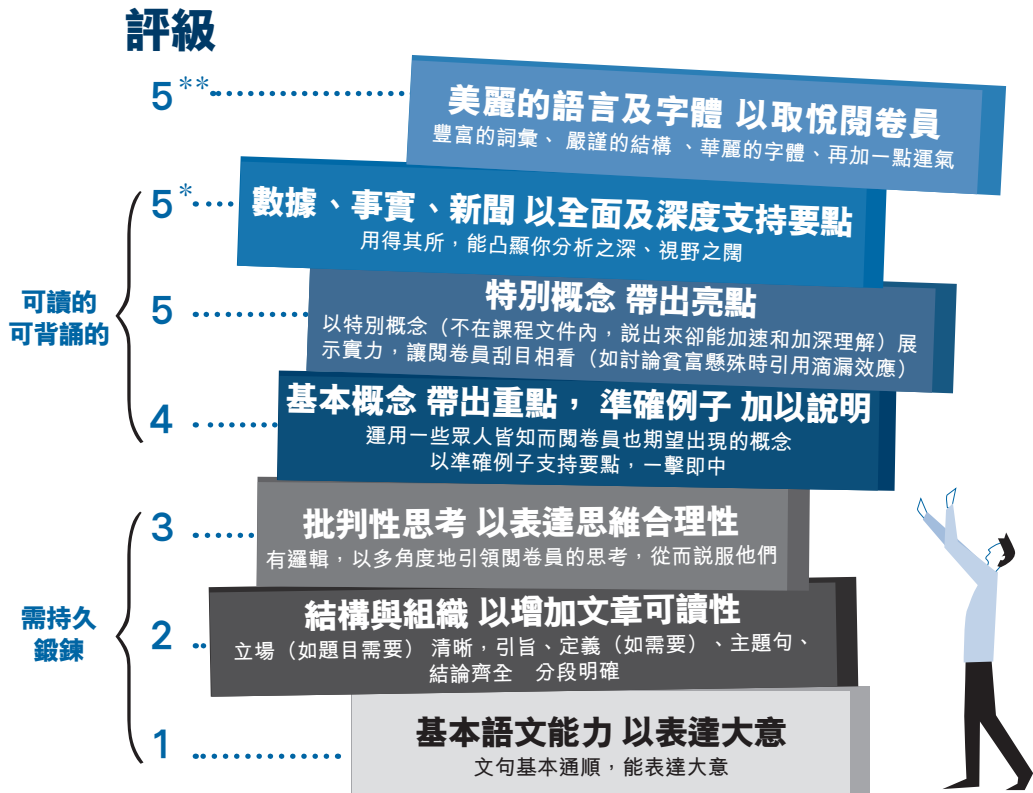 評級
5**
美麗的語言及字體 以取悅閱卷員
豐富的詞彙、 嚴謹的結構 、華麗的字體、再加一點運氣
5*
數據、事實、新聞 以全面及深度支持要點
用得其所，能凸顯你分析之深、視野之闊
可讀的
可背誦的
5
特別概念 帶出亮點
以特別概念（不在課程文件內，説出來卻能加速和加深理解）展
示實力，讓閱卷員刮目相看（如討論貧富懸殊時引用滴漏效應）
4
基本概念 帶出重點， 準確例子 加以說明
運用一些眾人皆知而閱卷員也期望出現的概念
以準確例子支持要點，一擊即中
3
批判性思考 以表達思維合理性
有邏輯，以多角度地引領閱卷員的思考，從而説服他們
需持久
鍛鍊
2
結構與組織 以增加文章可讀性
立場（如題目需要） 清晰，引旨、定義（如需要）、主題句、
結論齊全　分段明確
1
基本語文能力 以表達大意
文句基本通順，能表達大意